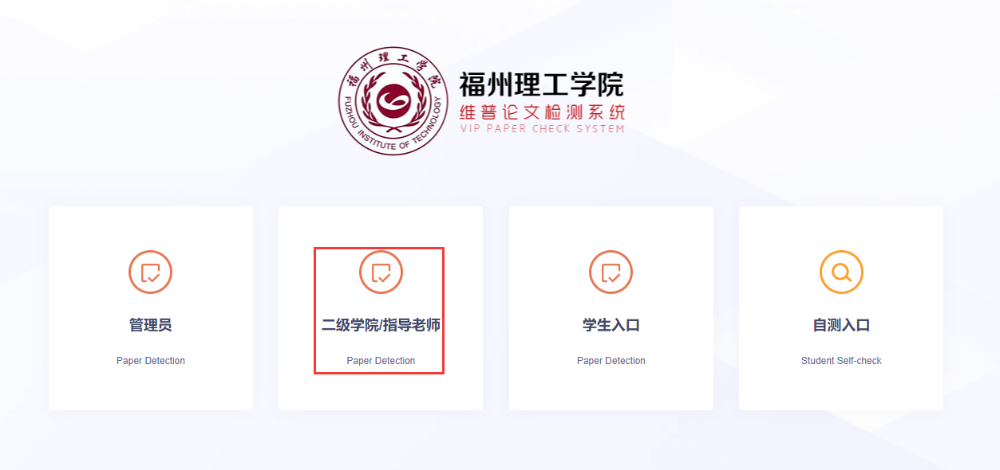 福州理工学院
FUZHOU INSTITUTE OF TECHNOLOGY
福州理工学院
维普论文检测系统
VIP PAPER CHECK SYSTEM
管理员
Paper Detection
二级学院/指导老师
Paper Detection
学生入口
Paper Detection
自测入口
Student Self-check